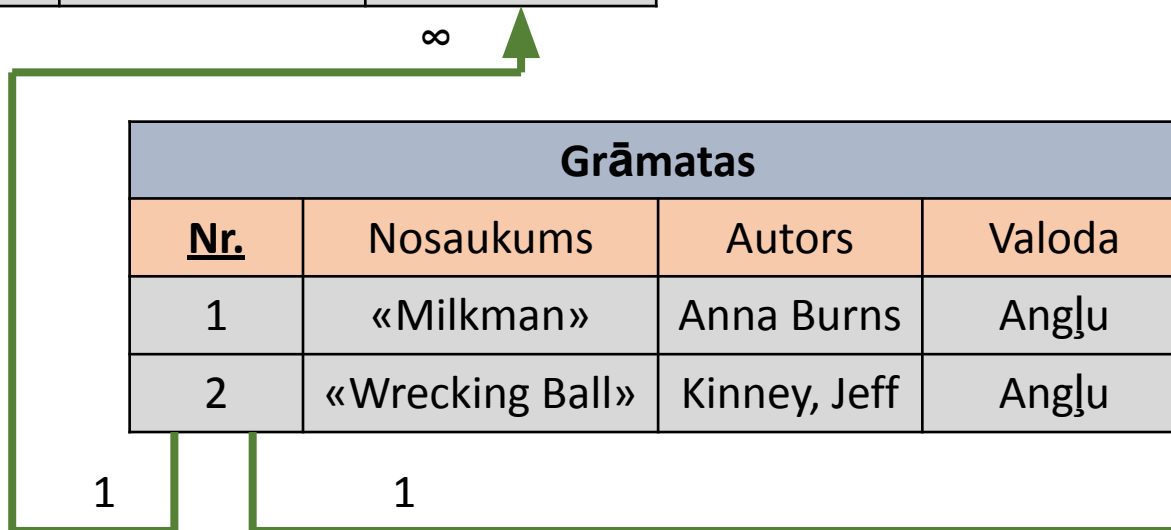 ∞
Grāmatas
Nr. Nosaukums Autors Valoda
1 «Milkman» Anna Burns Angļu
2 «Wrecking Ball» Kinney, Jeff Angļu
1 1